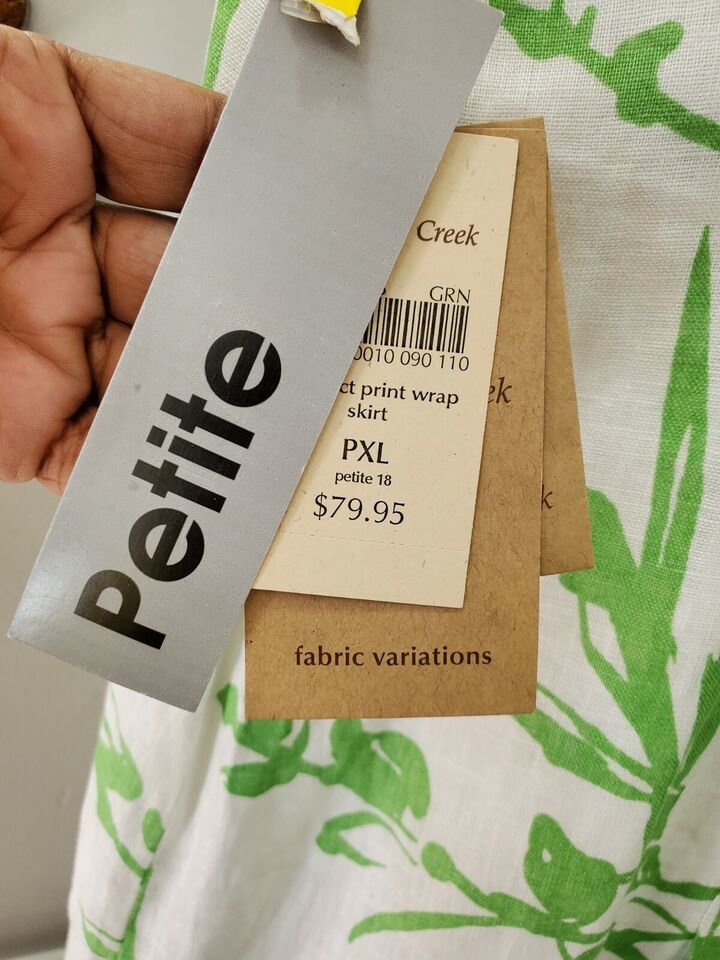 Petite
Creek
GRN
0010 090 110
ct print wrap
skirt
PXL
petite 18
$79.95
ek
k
fabric variations